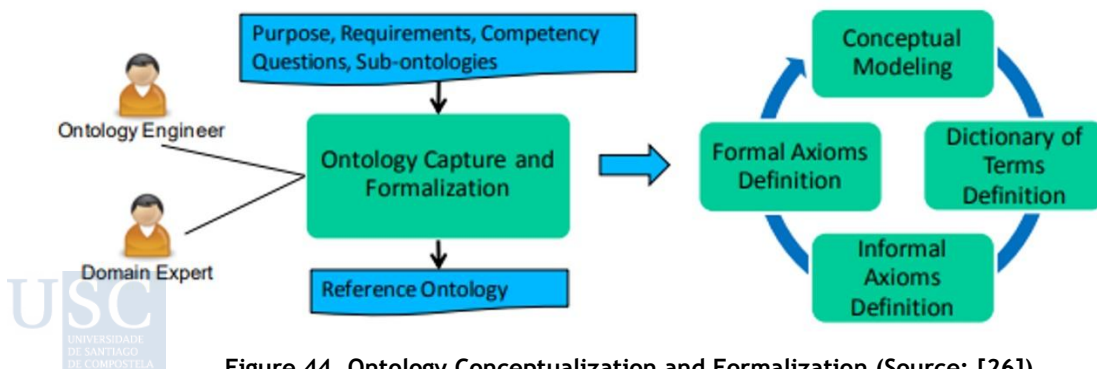 Purpose, Requirements, Competency
Questions, Sub-ontologies
Ontology Engineer
Domain Expert
Ontology Capture and
Formalization
Reference Ontology
Conceptual
Modeling
Dictionary of
Terms
Definition
Informal
Axioms
Definition
Formal Axioms
Definition
USC
UNIVERSIDADE
DE SANTIAGO
DE COMPOSTELA
Figure 44. Ontology Conceptualization and Formalization (Source: [26])